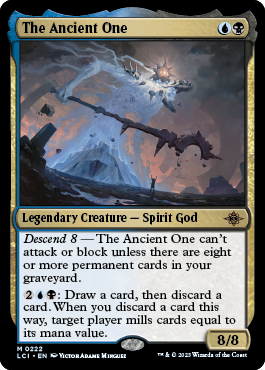 The Ancient One
Legendary Creature — Spirit God
Descend 8 — The Ancient One can't
attack or block unless there are eight
or more permanent cards in your
graveyard.
2 : Draw a card, then discard a
card. When you discard a card this
way, target player mills cards equal to
its mana value.
8/8
M 0222
LCI • EN Victor Adame Minguez
™ & © 2023 Wizards of the Coast